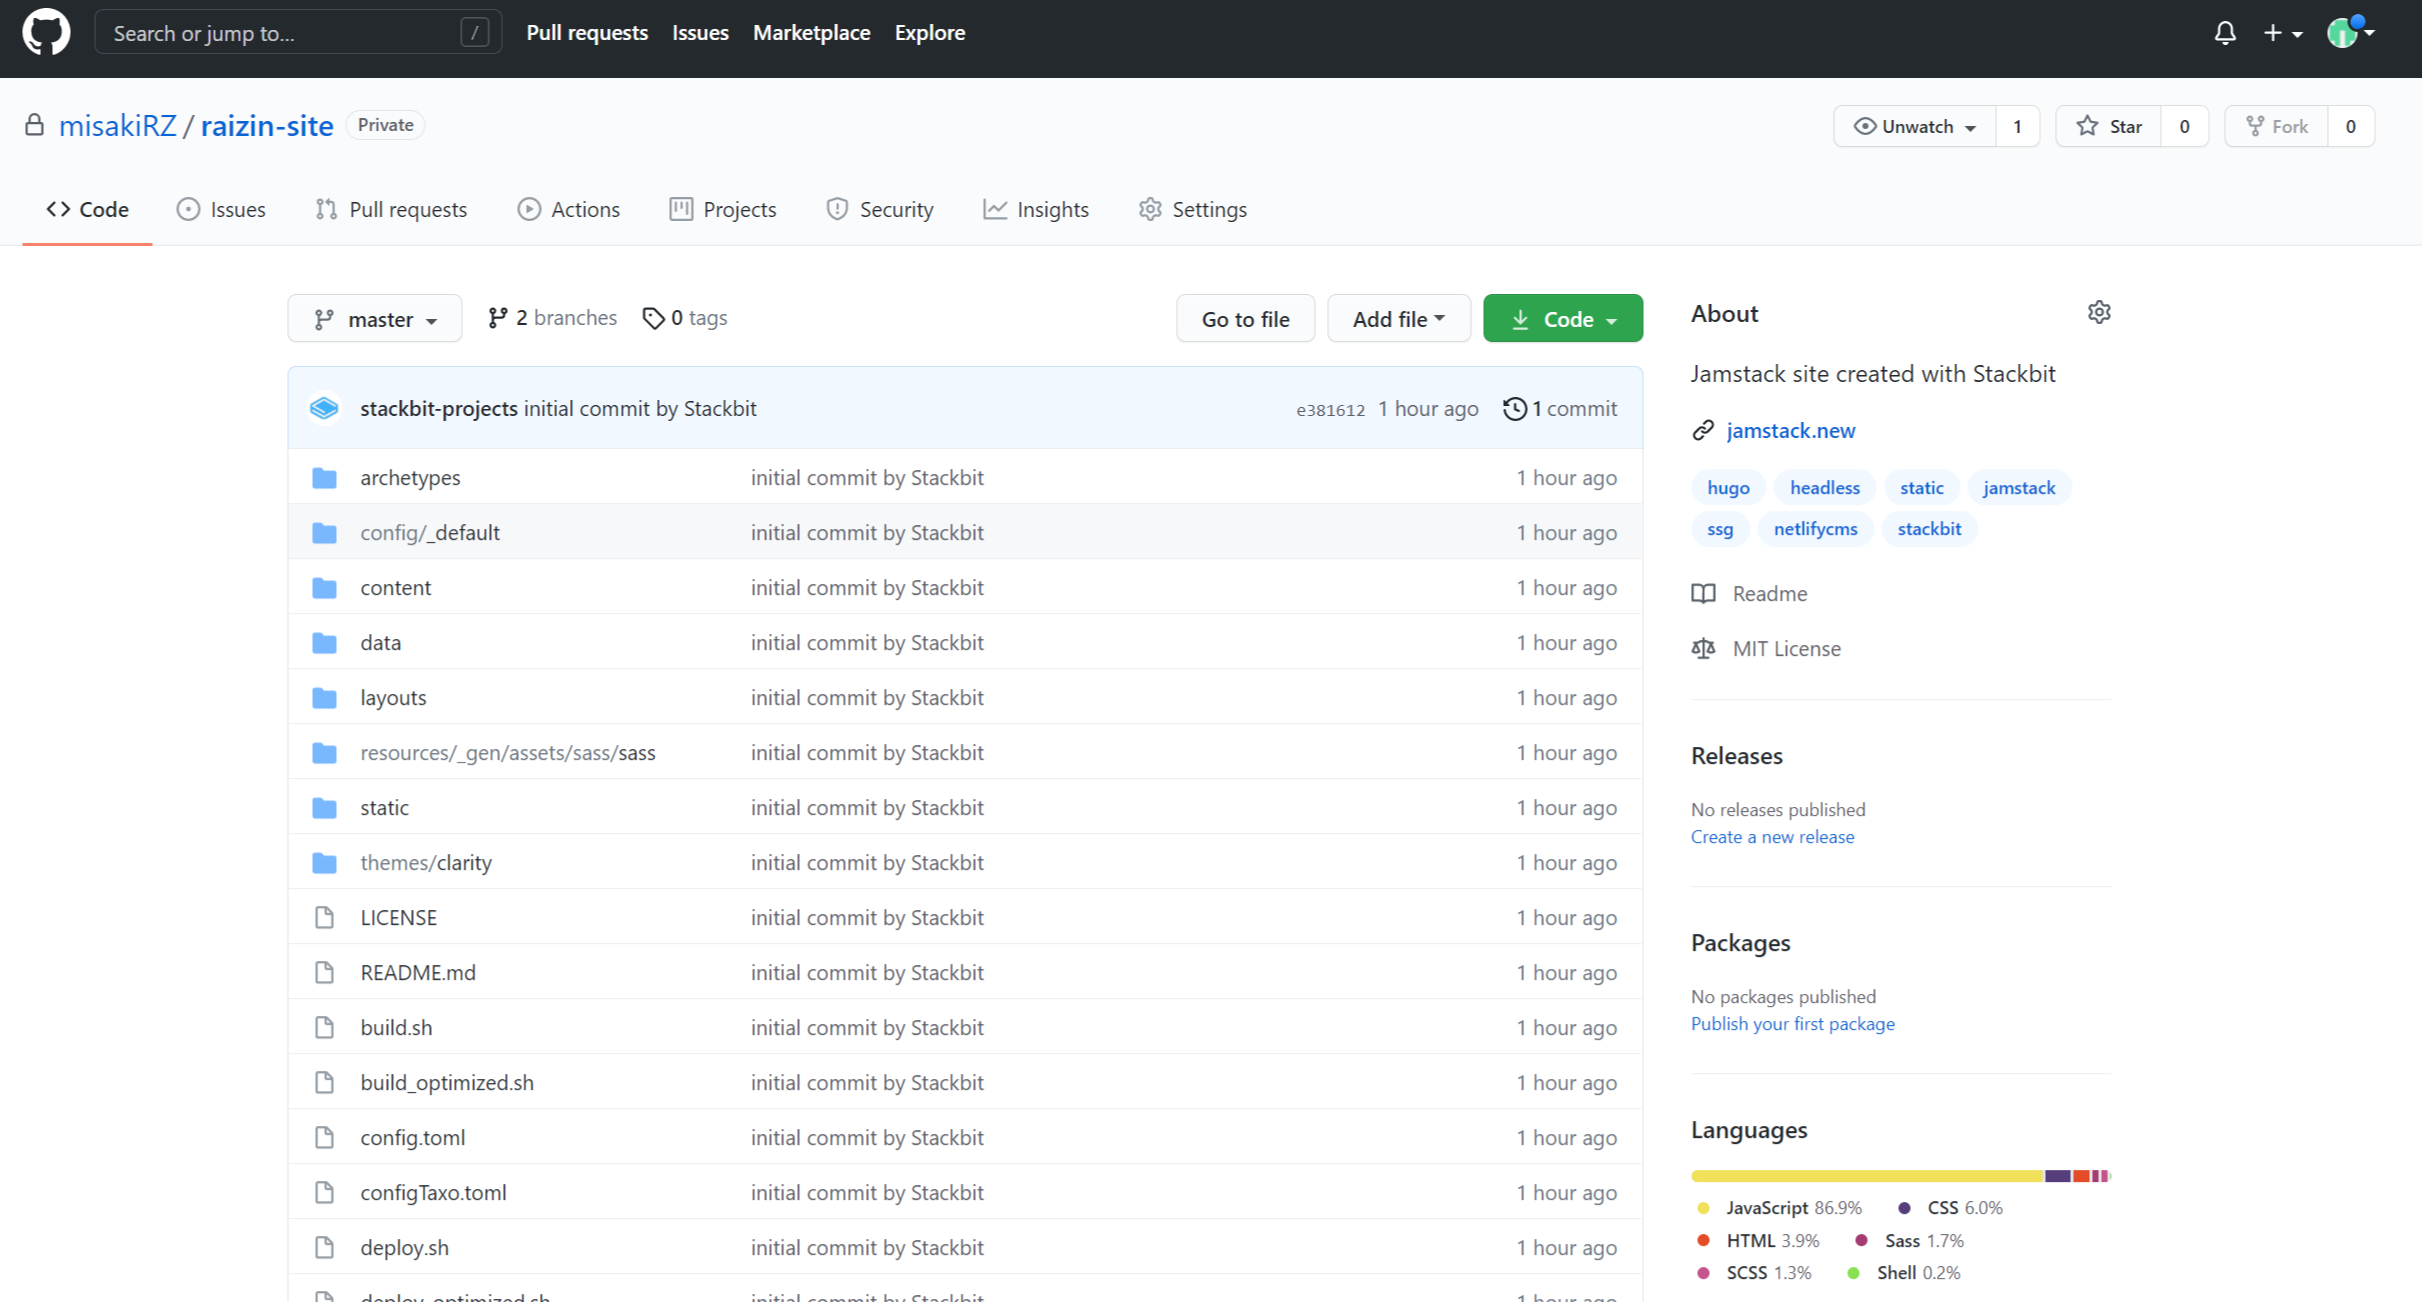 Search or jump to... / Pull requests Issues Marketplace Explore
misakiRZ / raizin-site Private Unwatch 1 Star 0 Fork 0
Code Issues Pull requests Actions Projects Security Insights Settings
master 2 branches 0 tags Go to file Add file Code
stackbit-projects initial commit by Stackbit e381612 1 hour ago 1 commit
archetypes initial commit by Stackbit 1 hour ago
config/_default initial commit by Stackbit 1 hour ago
content initial commit by Stackbit 1 hour ago
data initial commit by Stackbit 1 hour ago
layouts initial commit by Stackbit 1 hour ago
resources/_gen/assets/sass/sass initial commit by Stackbit 1 hour ago
static initial commit by Stackbit 1 hour ago
themes/clarity initial commit by Stackbit 1 hour ago
LICENSE initial commit by Stackbit 1 hour ago
README.md initial commit by Stackbit 1 hour ago
build.sh initial commit by Stackbit 1 hour ago
build_optimized.sh initial commit by Stackbit 1 hour ago
config.toml initial commit by Stackbit 1 hour ago
configTaxo.toml initial commit by Stackbit 1 hour ago
deploy.sh initial commit by Stackbit 1 hour ago
deploy_optimized.sh initial commit by Stackbit 1 hour ago
About
Jamstack site created with Stackbit
jamstack.new
hugo headless static jamstack
ssg netlifycms stackbit
Readme
MIT License
Releases
No releases published
Create a new release
Packages
No packages published
Publish your first package
Languages
JavaScript 86.9% CSS 6.0%
HTML 3.9% Sass 1.7%
SCSS 1.3% Shell 0.2%